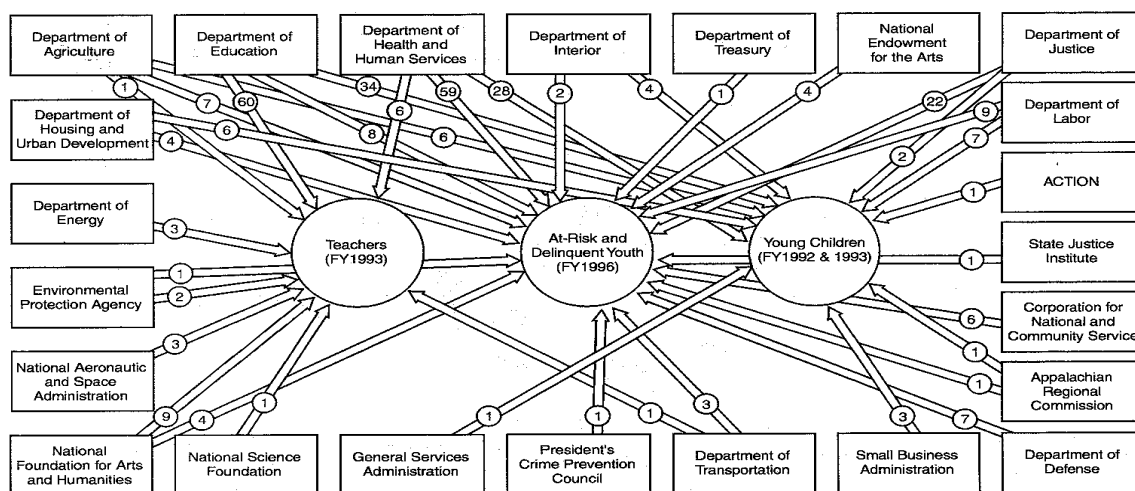 Department of
Agriculture
Department of
Education
Department of
Health and
Human Services
Department of
Interior
Department of
Treasury
National
Endowment
for the Arts
Department of
Justice
1
7
60
34
6
59
28
2
4
1
4
22
9
Department of
Housing and
Urban Development
4
6
8
6
2
7
Department of
Labor
1
ACTION
Department of
Energy
3
Teachers
(FY1993)
At-Risk and
Delinquent Youth
(FY1996)
Young Children
(FY1992 & 1993)
1
State Justice
Institute
Environmental
Protection Agency
1
2
6
Corporation for
National and
Community Service
National Aeronautic
and Space
Administration
3
1
1
Appalachian
Regional
Commission
9
4
1
1
1
1
3
3
7
National
Foundation for Arts
and Humanities
National Science
Foundation
General Services
Administration
President's
Crime Prevention
Council
Department of
Transportation
Small Business
Administration
Department of
Defense